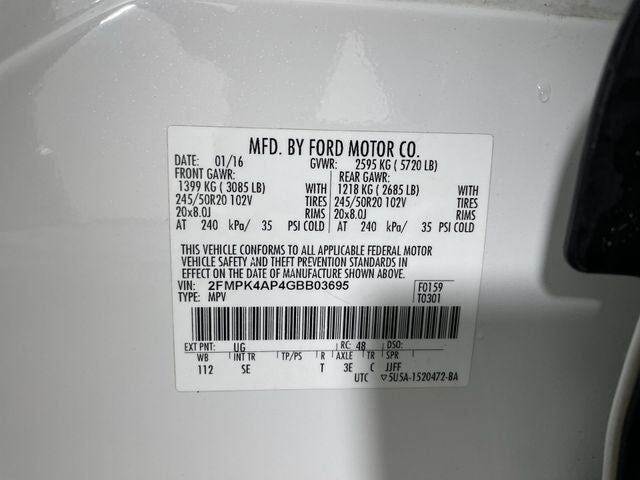 MFD. BY FORD MOTOR CO.
DATE: 01/16 GVWR: 2595 KG ( 5720 LB)
FRONT GAWR: REAR GAWR:
1399 KG ( 3085 LB) WITH 1218 KG ( 2685 LB) WITH
245/50R20 102V TIRES 245/50R20 102V TIRES
20x8.0J RIMS 20x8.0J RIMS
AT 240 kPa/ 35 PSI COLD AT 240 kPa/ 35 PSI COLD
THIS VEHICLE CONFORMS TO ALL APPLICABLE FEDERAL MOTOR
VEHICLE SAFETY AND THEFT PREVENTION STANDARDS IN
EFFECT ON THE DATE OF MANUFACTURE SHOWN ABOVE.
VIN: 2FMPK4AP4GBB03695 F0159
TYPE: MPV T0301
EXT PNT: UG RC: 48 DSO:
WB INT TR TP/PS R AXLE TR SPR
112 SE T 3E C JJFF
UTC ▽5U5A-1520472-BA